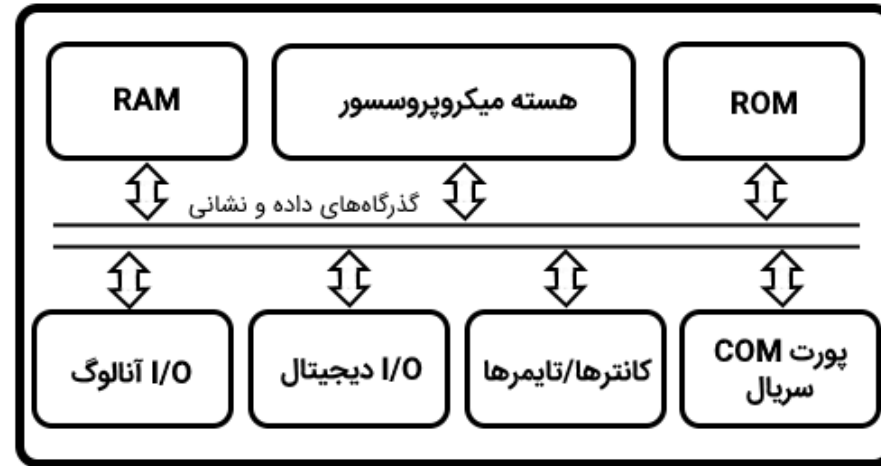 RAM
هسته میکروپروسسور
ROM
گذرگاه‌های داده و نشانی
I/O آنالوگ
I/O دیجیتال
کانترها/تایمرها
پورت COM
سریال